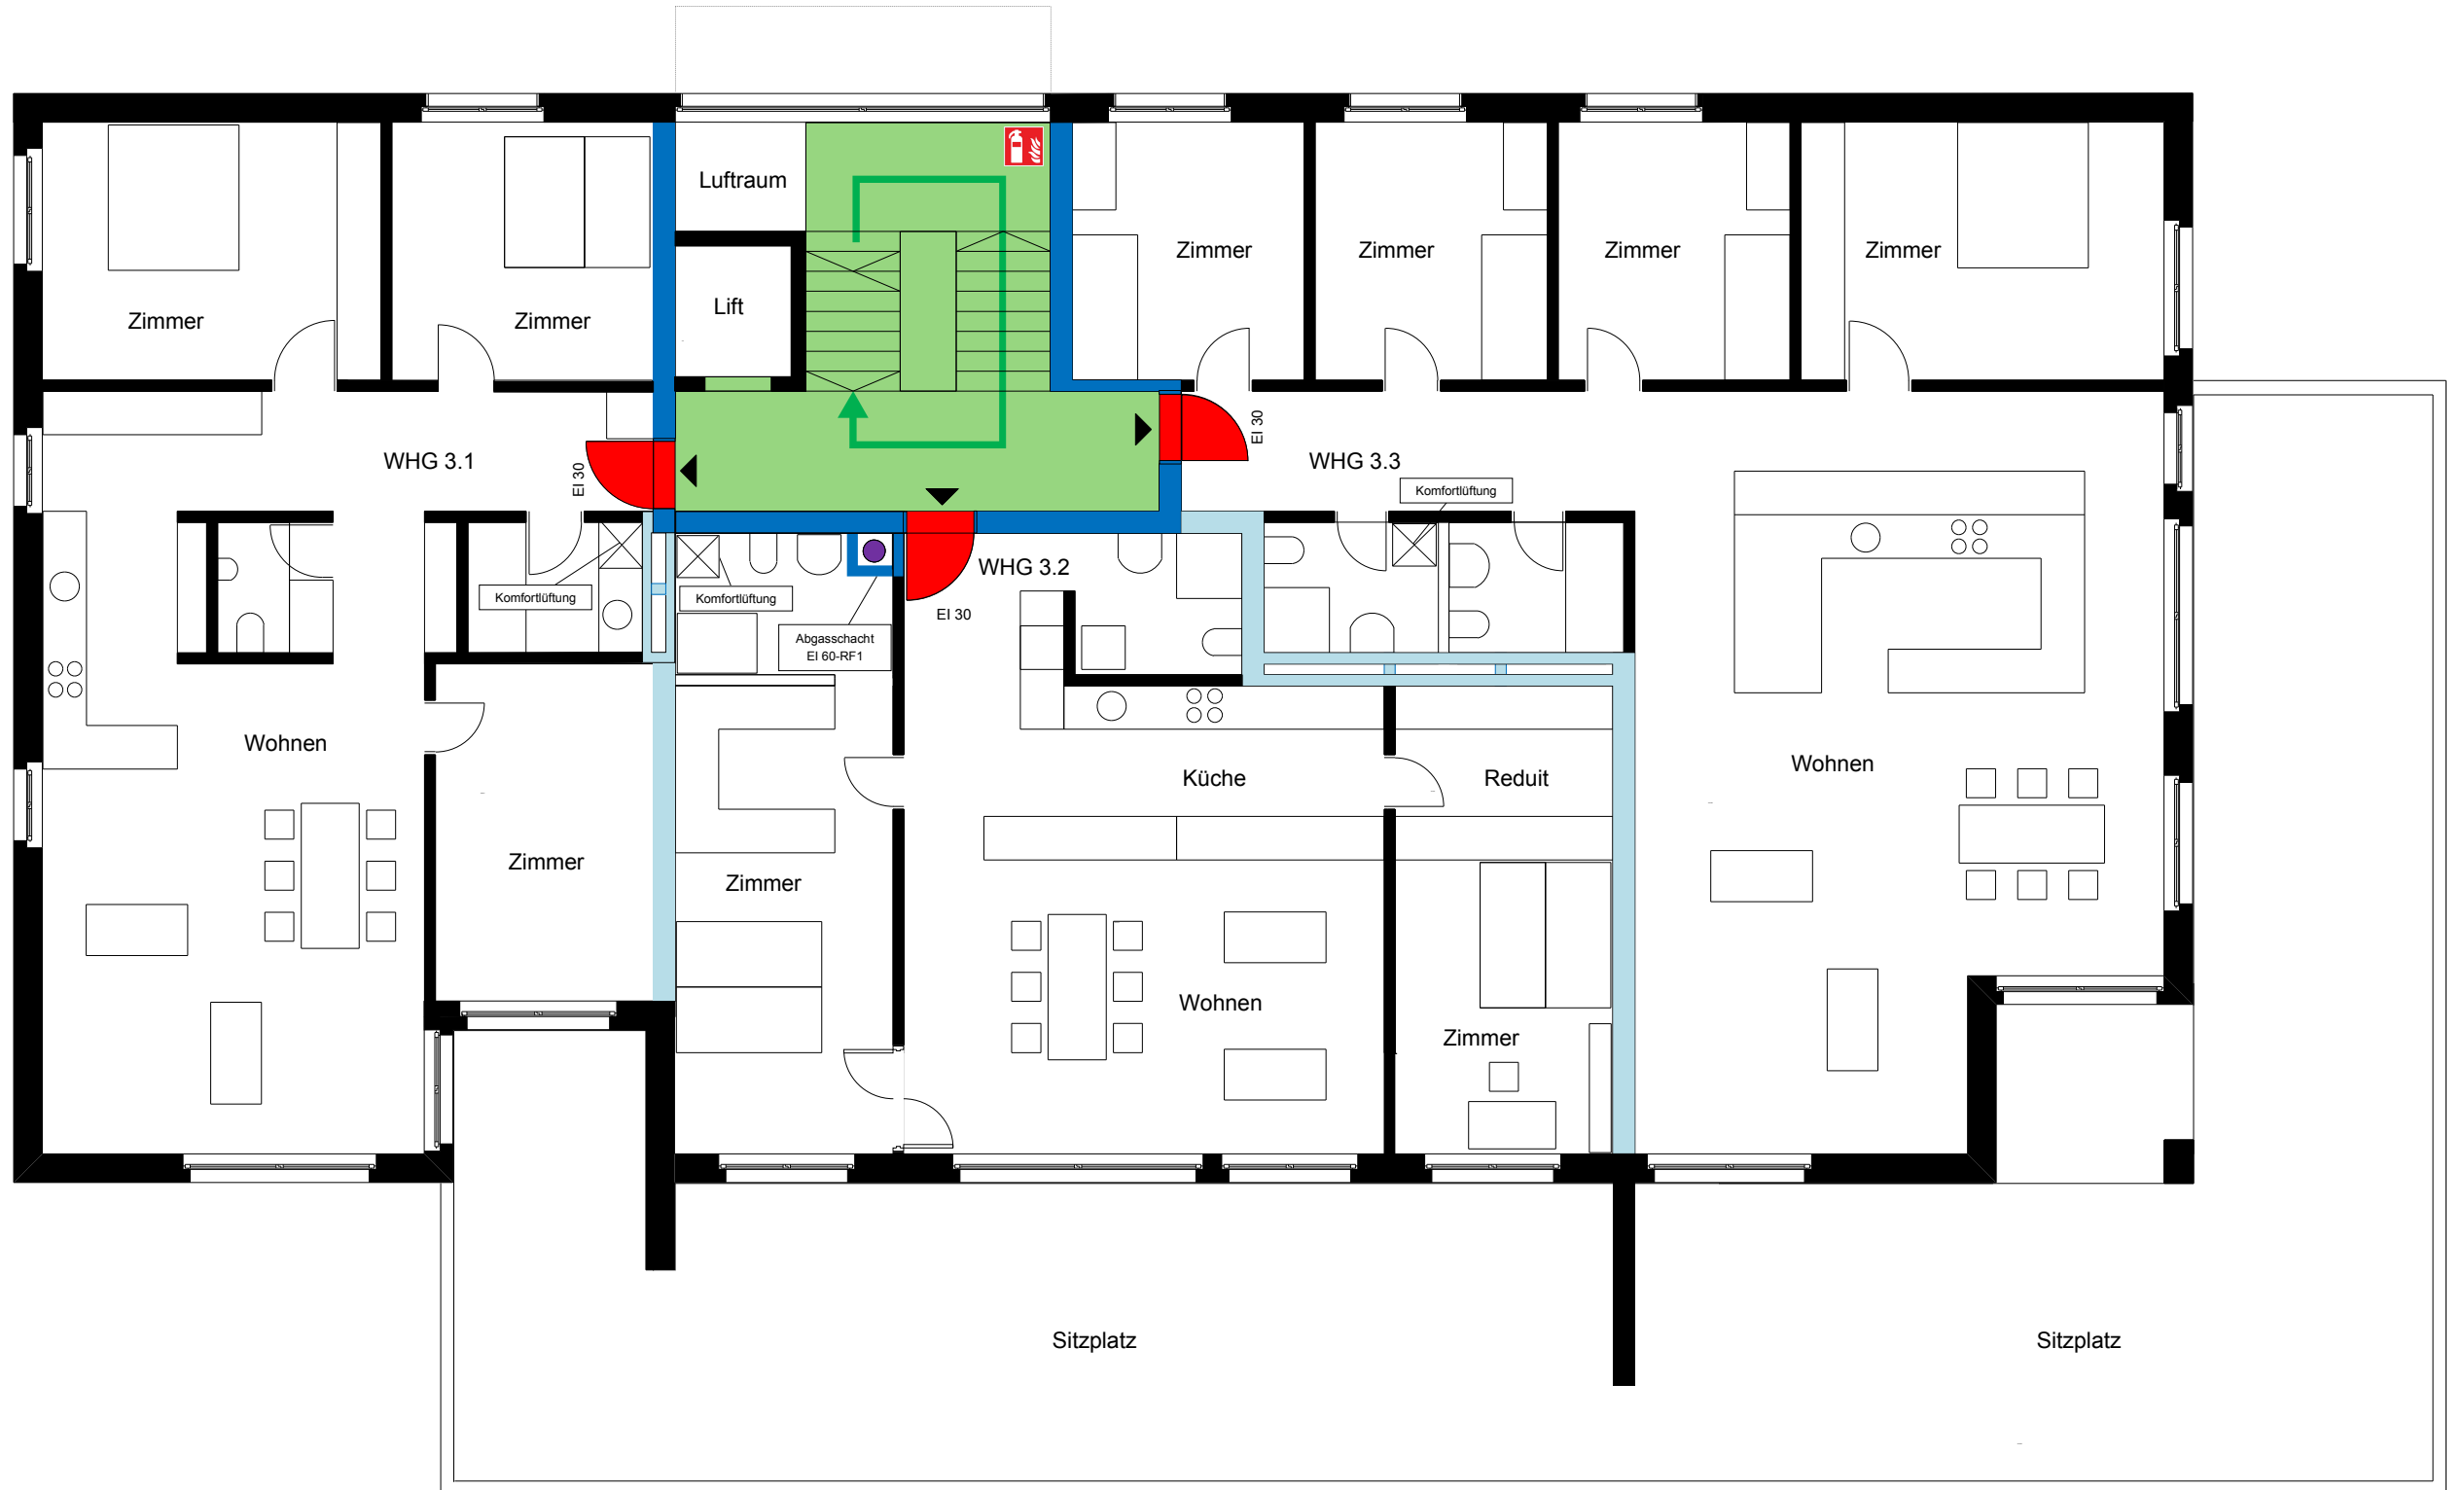 Luftraum
Zimmer
Zimmer
Zimmer
Zimmer
Lift
Zimmer
Zimmer
EI 30
WHG 3.1
WHG 3.3
EI 30
Komfortlüftung
WHG 3.2
Komfortlüftung
Komfortlüftung
EI 30
Abgasschacht
EI 60-RF1
Wohnen
Wohnen
Küche
Reduit
Zimmer
Zimmer
Wohnen
Zimmer
Sitzplatz
Sitzplatz